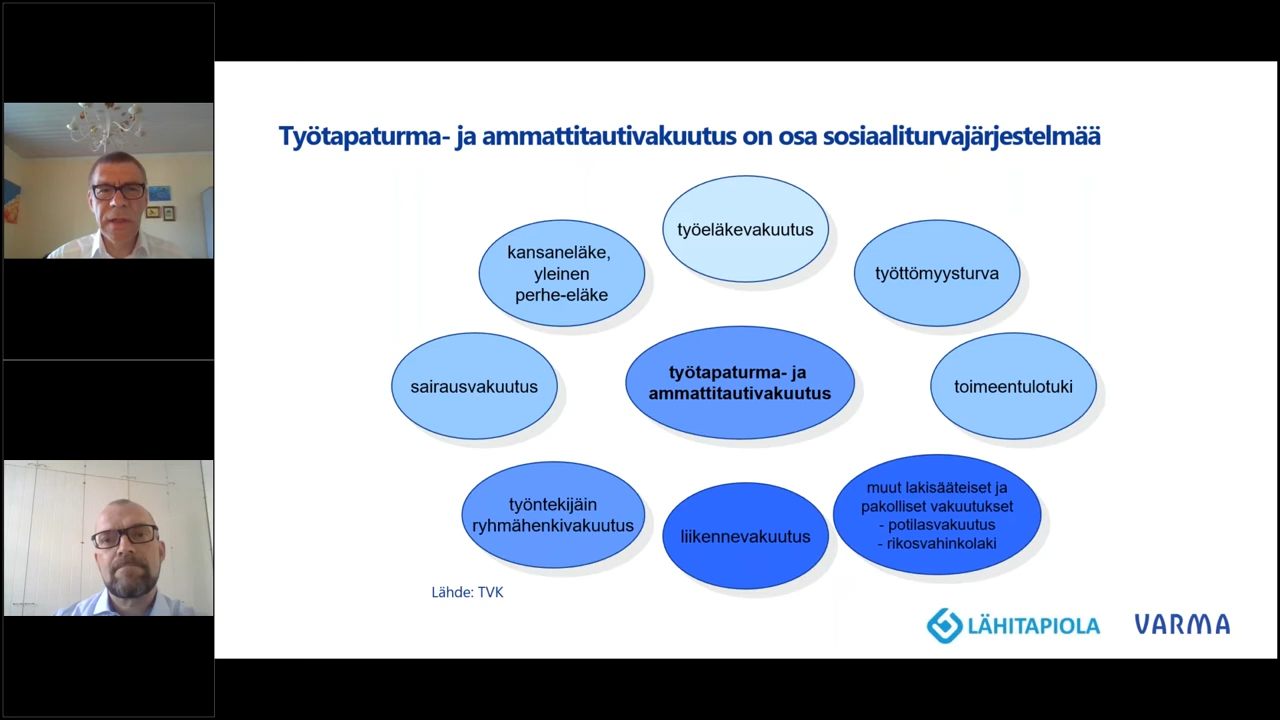 Työtapaturma- ja ammattitautivakuutus on osa sosiaaliturvajärjestelmää
työeläkevakuutus
kansaneläke,
yleinen
perhe-eläke
työttömyysturva
sairausvakuutus
työtapaturma- ja
ammattitautivakuutus
toimeentulotuki
työntekijäin
ryhmähenkivakuutus
liikennevakuutus
muut lakisääteiset ja
pakolliset vakuutukset
- potilasvakuutus
- rikosvahinkolaki
Lähde: TVK
LÄHITAPIOLA
VARMA